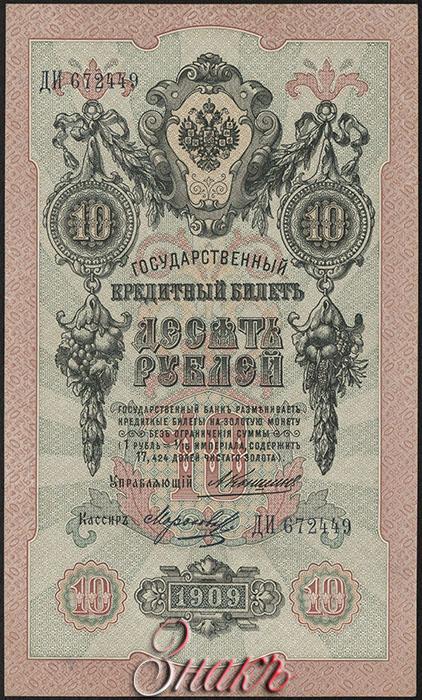 ДИ 672449
10 10
ГОСУДАРСТВЕННЫЙ
КРЕДИТНЫЙ БИЛЕТЪ
ДЕСЯТЬ
РУБЛЕЙ
ГОСУДАРСТВЕННЫЙ БАНКЪ РАЗМѢНИВАЕТЪ
КРЕДИТНЫЕ БИЛЕТЫ НА ЗОЛОТУЮ МОНЕТУ
БЕЗЪ ОГРАНИЧЕНІЯ СУММЫ
(1 РУБЛЬ = 1/15 ИМПЕРІАЛА, СОДЕРЖИТЪ
17,424 ДОЛЕЙ ЧИСТАГО ЗОЛОТА).
10
Управляющій
Кассиръ
ДИ 672449
10 1909 10
Знакъ